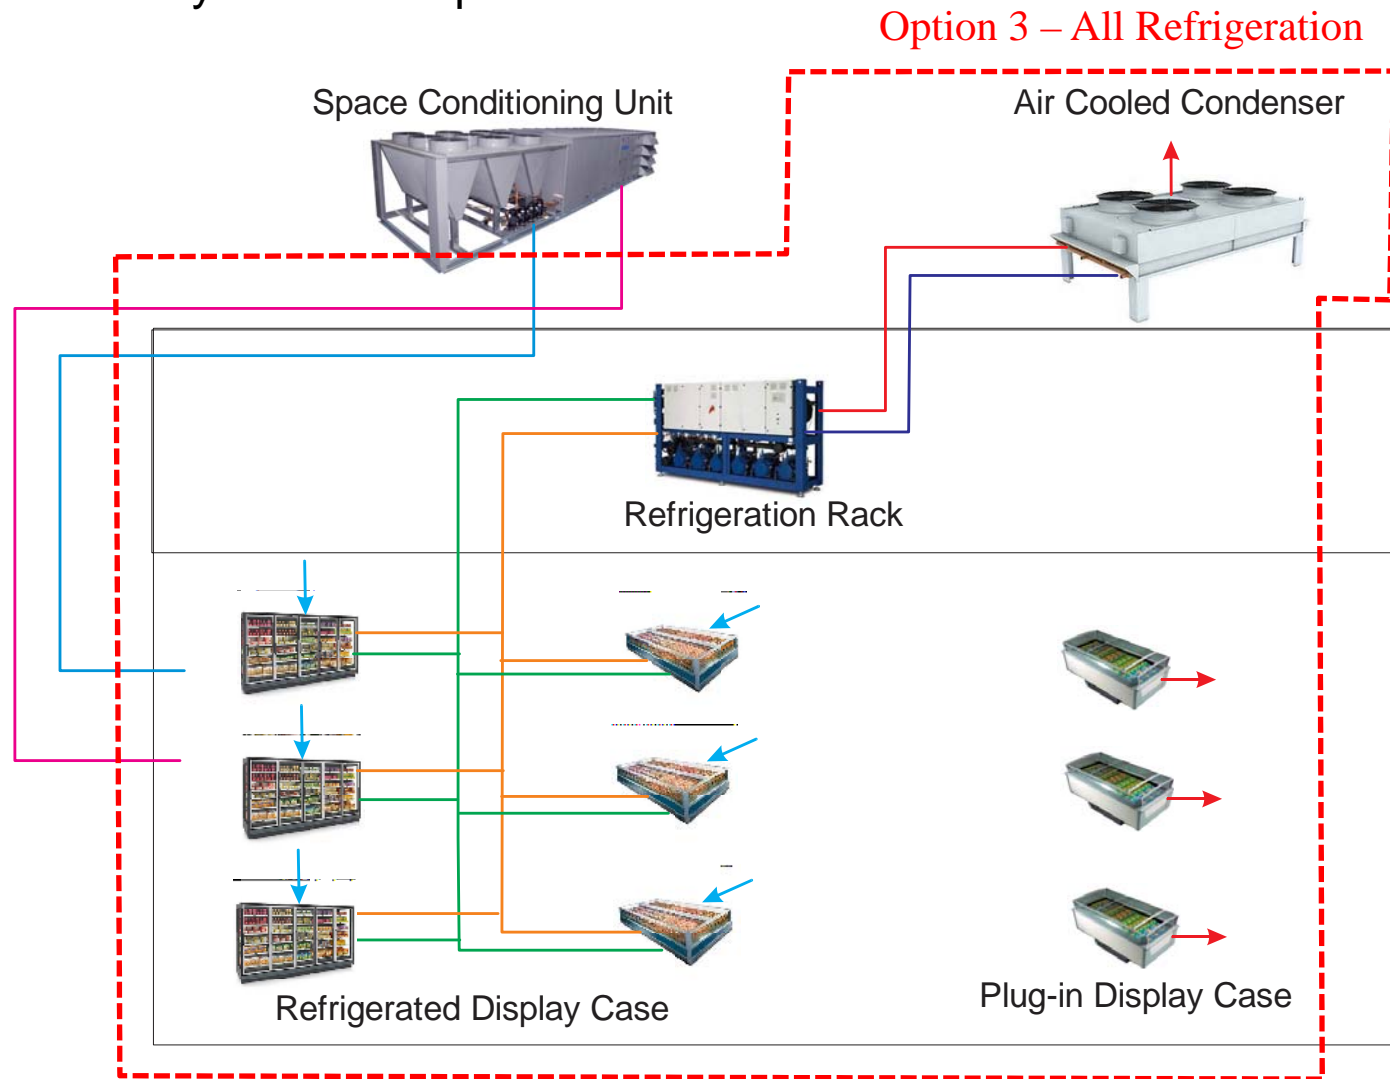 Option 3 – All Refrigeration
Space Conditioning Unit
Air Cooled Condenser
Refrigeration Rack
Refrigerated Display Case
Plug-in Display Case